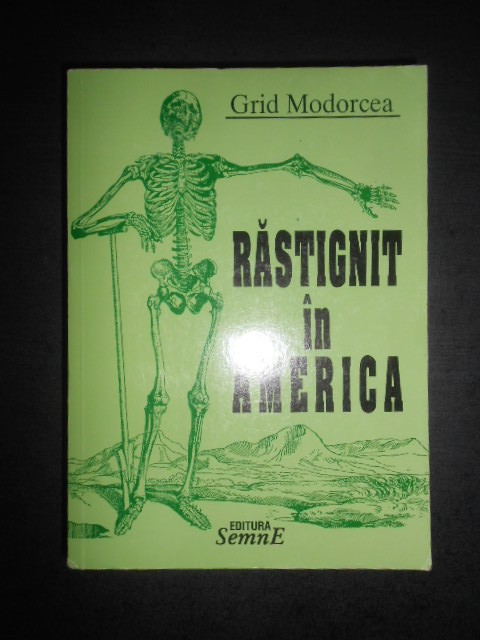 Grid Modorcea
RĂSTIGNIT
în
AMERICA
EDITURA
SemnE